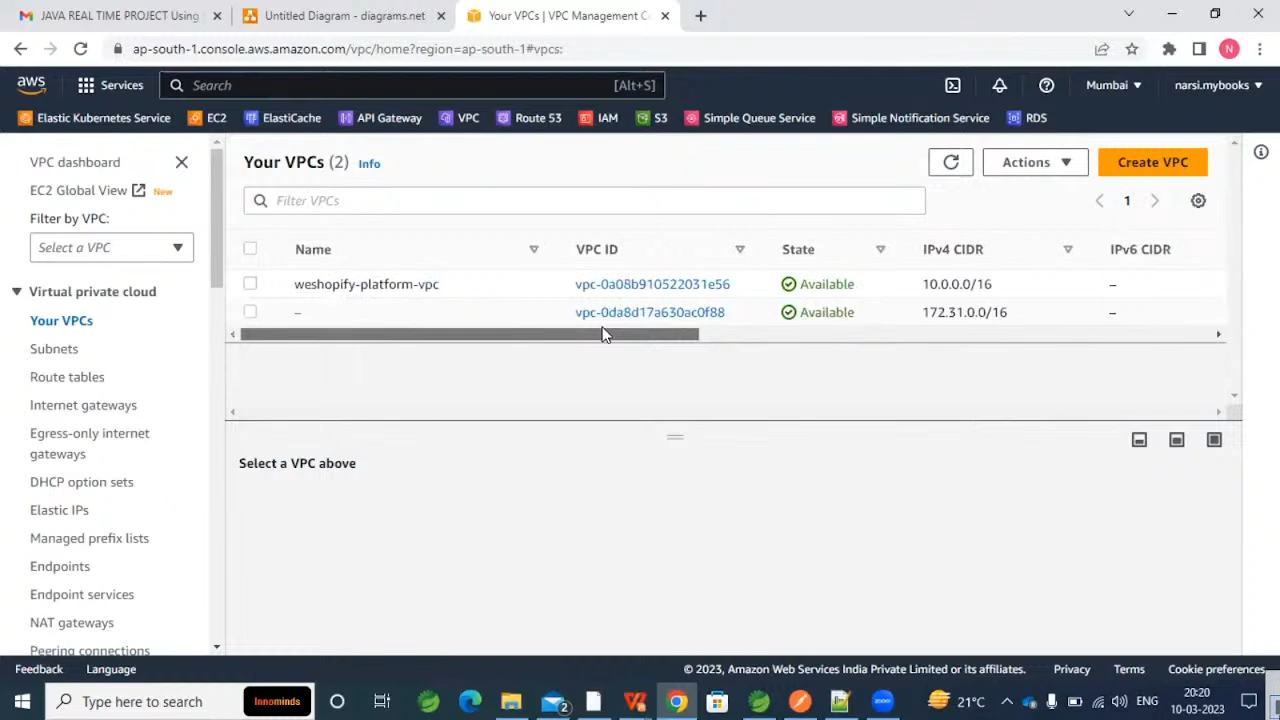 JAVA REAL TIME PROJECT Using
Untitled Diagram - diagrams.net
Your VPCs | VPC Management Co
ap-south-1.console.aws.amazon.com/vpc/home?region=ap-south-1#vpcs:
N
aws
Services
Search
[Alt+S]
Mumbai
narsi.mybooks
Elastic Kubernetes Service
EC2
ElastiCache
API Gateway
VPC
Route 53
IAM
S3
Simple Queue Service
Simple Notification Service
RDS
VPC dashboard
EC2 Global View
New
Filter by VPC:
Select a VPC
Virtual private cloud
Your VPCs
Subnets
Route tables
Internet gateways
Egress-only internet
gateways
DHCP option sets
Elastic IPs
Managed prefix lists
Endpoints
Endpoint services
NAT gateways
Peering connections
Your VPCs (2) Info
Actions
Create VPC
Filter VPCs
1
Name VPC ID State IPv4 CIDR IPv6 CIDR
weshopify-platform-vpc vpc-0a08b910522031e56 Available 10.0.0.0/16 –
– vpc-0da8d17a630ac0f88 Available 172.31.0.0/16 –
Select a VPC above
Feedback
Language
© 2023, Amazon Web Services India Private Limited or its affiliates.
Privacy
Terms
Cookie preferences
Type here to search
Innominds
2
21°C
ENG
20:20
10-03-2023